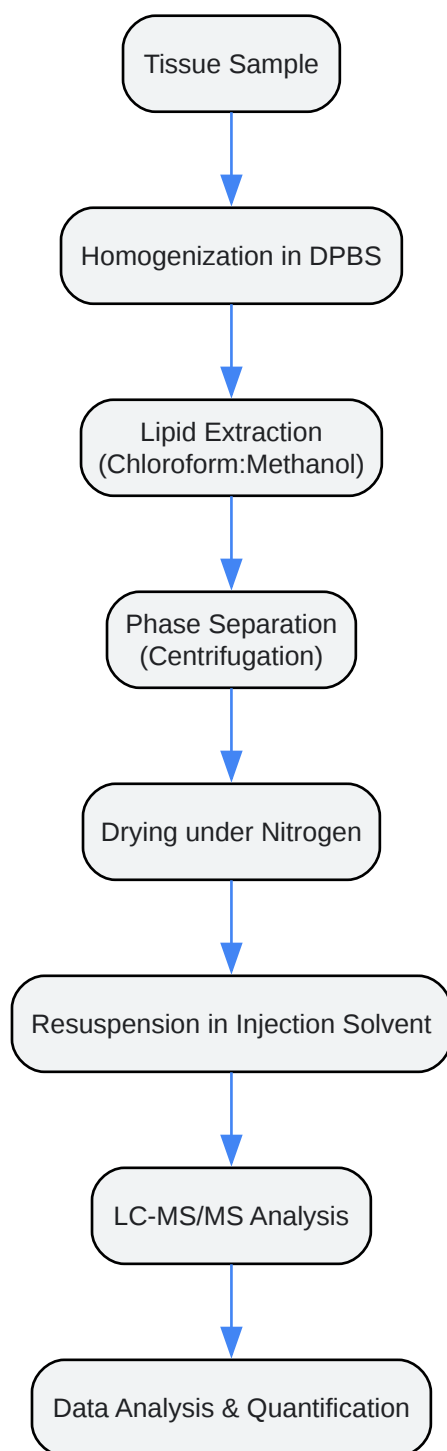 Tissue Sample
Homogenization in DPBS
Lipid Extraction
(Chloroform:Methanol)
Phase Separation
(Centrifugation)
Drying under Nitrogen
Resuspension in Injection Solvent
LC-MS/MS Analysis
Data Analysis & Quantification